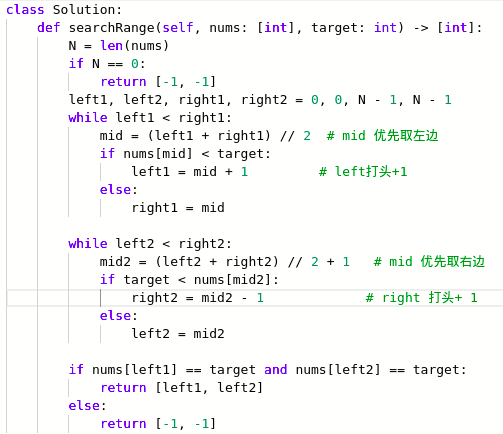 class Solution:
    def searchRange(self, nums: [int], target: int) -> [int]:
        N = len(nums)
        if N == 0:
            return [-1, -1]
        left1, left2, right1, right2 = 0, 0, N - 1, N - 1
        while left1 < right1:
            mid = (left1 + right1) // 2  # mid 优先取左边
            if nums[mid] < target:
                left1 = mid + 1         # left打头+1
            else:
                right1 = mid

        while left2 < right2:
            mid2 = (left2 + right2) // 2 + 1   # mid 优先取右边
            if target < nums[mid2]:
                right2 = mid2 - 1             # right 打头+ 1
            else:
                left2 = mid2

        if nums[left1] == target and nums[left2] == target:
            return [left1, left2]
        else:
            return [-1, -1]